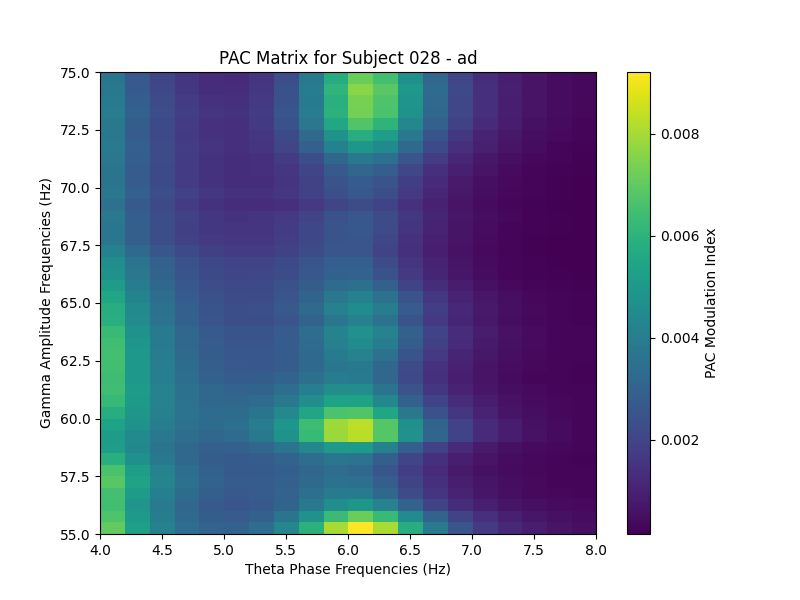 PAC Matrix for Subject 028 - ad
75.0
72.5
70.0
67.5
65.0
62.5
60.0
57.5
55.0
Gamma Amplitude Frequencies (Hz)
4.0 4.5 5.0 5.5 6.0 6.5 7.0 7.5 8.0
Theta Phase Frequencies (Hz)
0.008
0.006
0.004
0.002
PAC Modulation Index